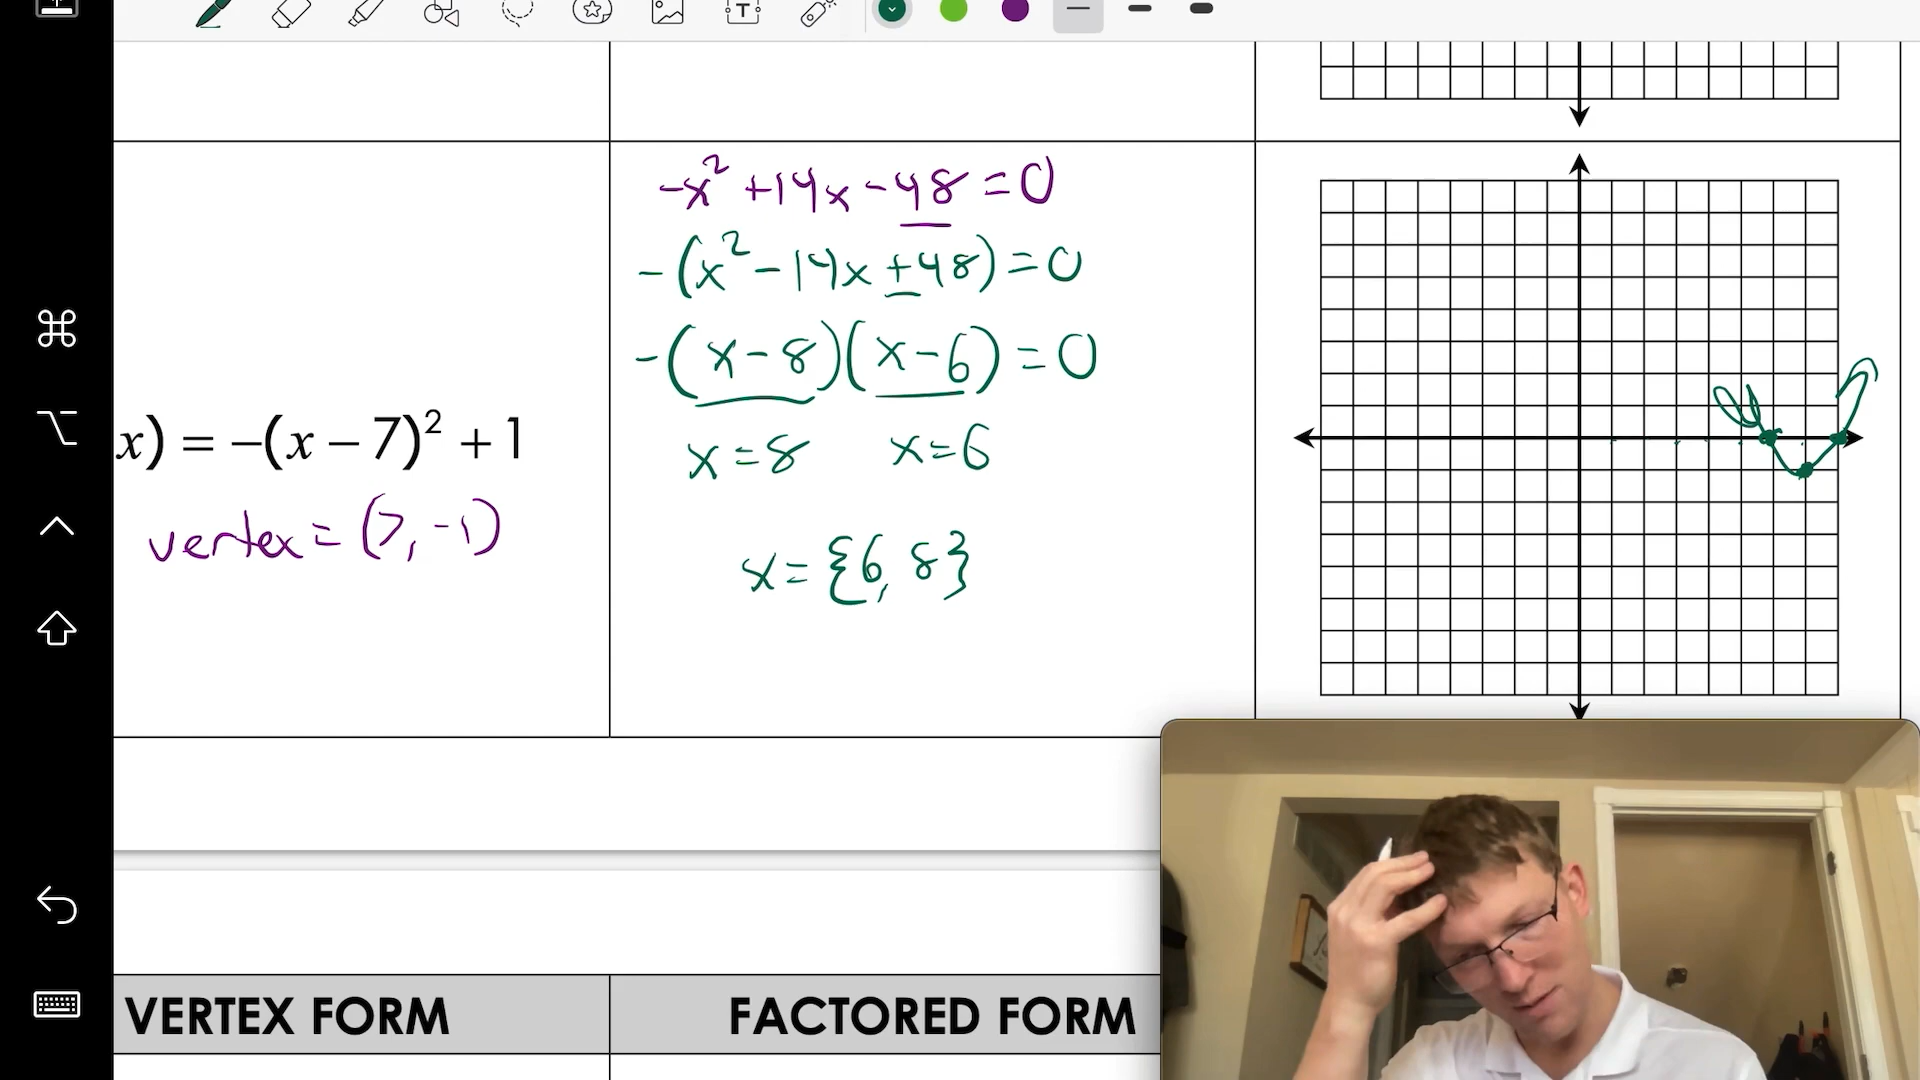 -x² +14x -48 =0
-(x² -14x +48)=0
-(x-8)(x-6)=0
x) = −(x − 7)² + 1
x=8 x=6
vertex= (7, -1)
x= {6, 8}
VERTEX FORM
FACTORED FORM
T